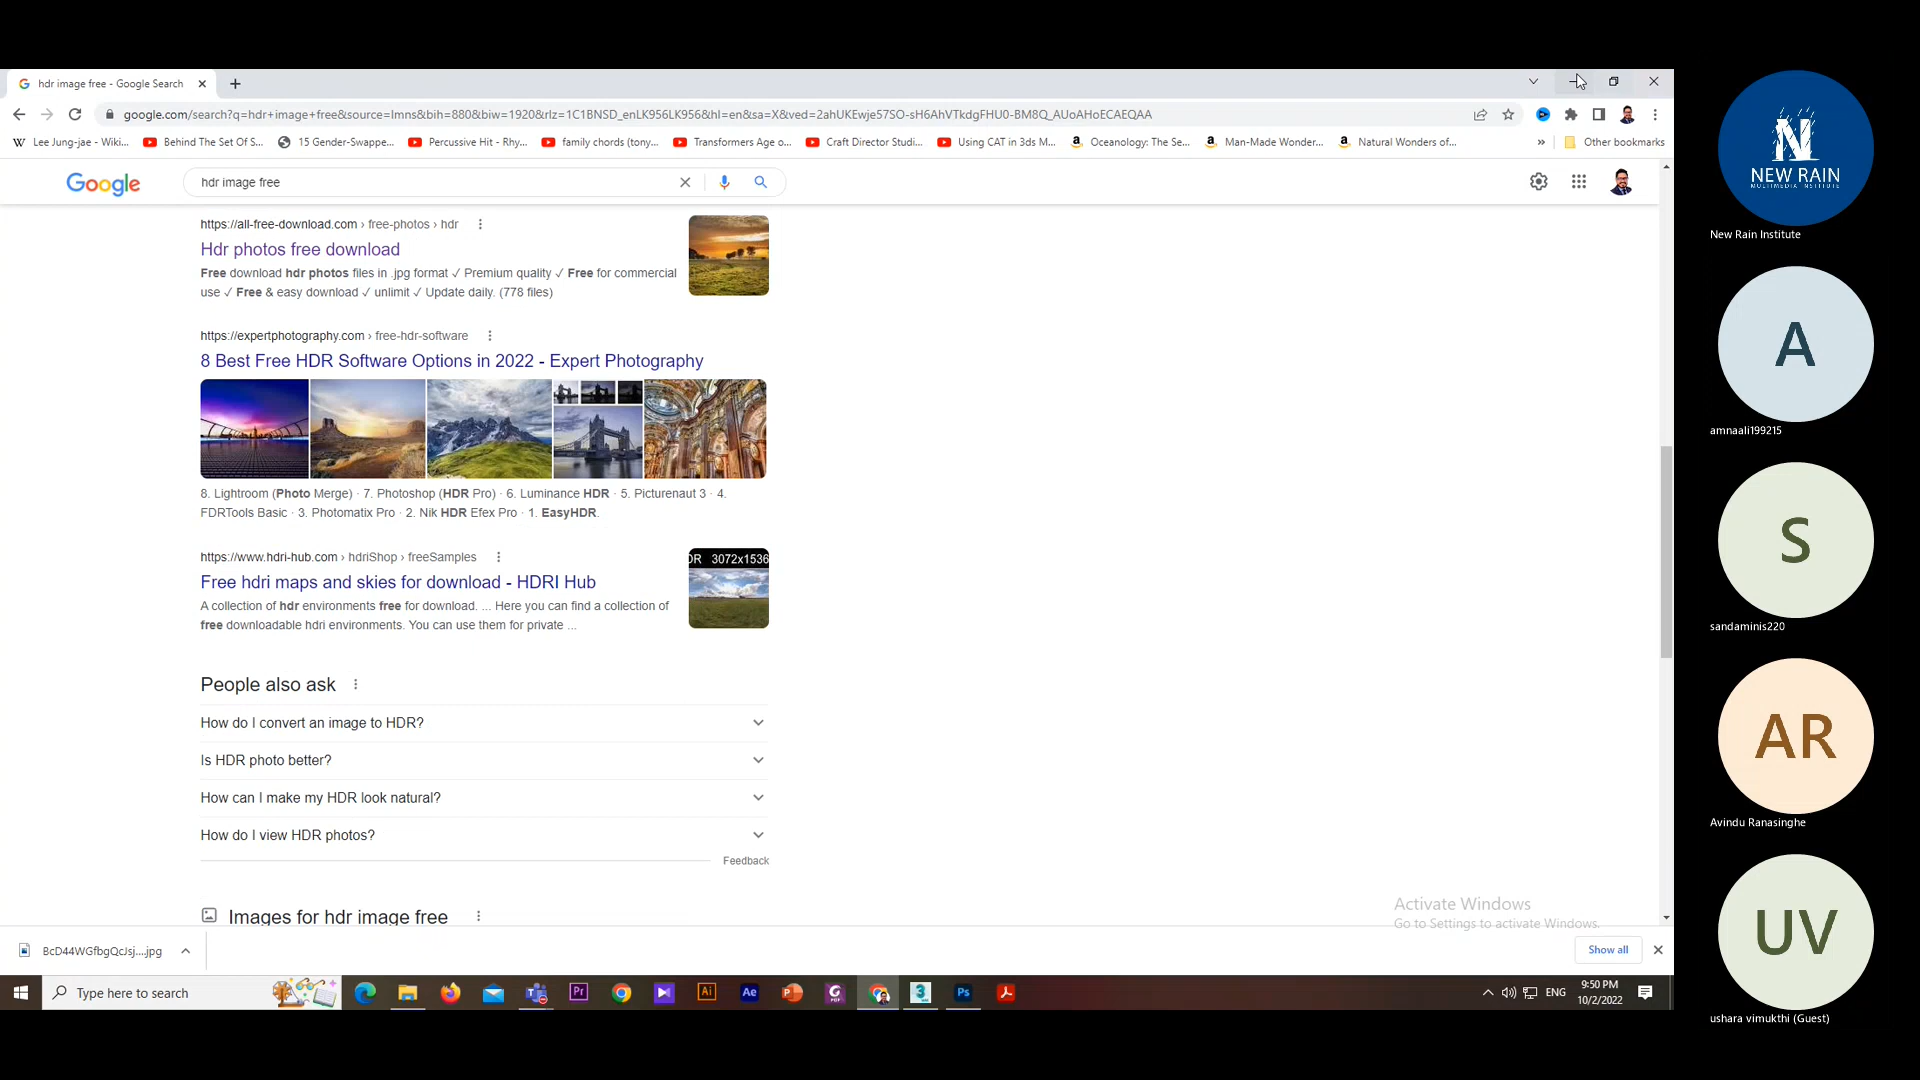 hdr image free - Google Search
google.com/search?q=hdr+image+free&source=lmns&bih=880&biw=1920&rlz=1C1BNSD_enLK956LK956&hl=en&sa=X&ved=2ahUKEwje57SO-sH6AhVTkdgFHU0-BM8Q_AUoAHoECAEQAA
Lee Jung-jae - Wiki...
Behind The Set Of S...
15 Gender-Swappe...
Percussive Hit - Rhy...
family chords (tony...
Transformers Age o...
Craft Director Studi...
Using CAT in 3ds M...
Oceanology: The Se...
Man-Made Wonder...
Natural Wonders of...
»
Other bookmarks
Google
hdr image free
https://all-free-download.com › free-photos › hdr
Hdr photos free download
Free download hdr photos files in .jpg format ✓ Premium quality ✓ Free for commercial
use ✓ Free & easy download ✓ unlimit ✓ Update daily. (778 files)
https://expertphotography.com › free-hdr-software
8 Best Free HDR Software Options in 2022 - Expert Photography
8. Lightroom (Photo Merge) · 7. Photoshop (HDR Pro) · 6. Luminance HDR · 5. Picturenaut 3 · 4.
FDRTools Basic · 3. Photomatix Pro · 2. Nik HDR Efex Pro · 1. EasyHDR.
https://www.hdri-hub.com › hdriShop › freeSamples
DR 3072x1536
Free hdri maps and skies for download - HDRI Hub
A collection of hdr environments free for download. ... Here you can find a collection of
free downloadable hdri environments. You can use them for private ...
People also ask
How do I convert an image to HDR?
Is HDR photo better?
How can I make my HDR look natural?
How do I view HDR photos?
Feedback
Images for hdr image free
Activate Windows
Go to Settings to activate Windows.
BcD44WGfbgQcJsj....jpg
Show all
Type here to search
Pr
Ai
Ae
3
Ps
ENG
9:50 PM
10/2/2022
N
NEW RAIN
MULTIMEDIA INSTITUTE
New Rain Institute
A
amnaali199215
S
sandaminis220
AR
Avindu Ranasinghe
UV
ushara vimukthi (Guest)